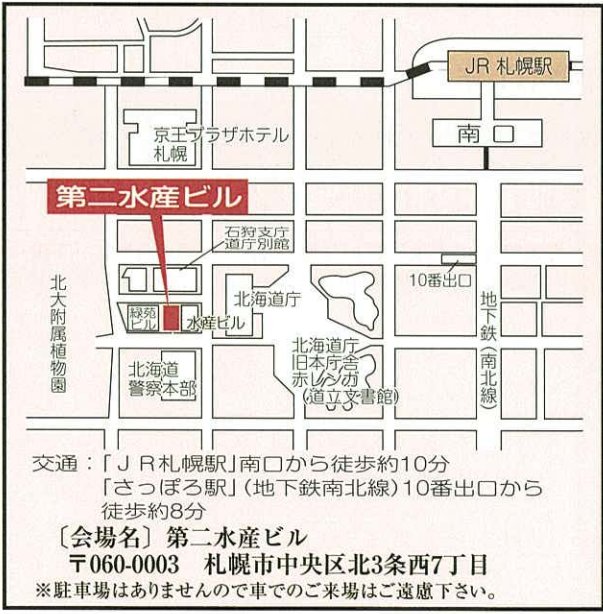 JR 札幌駅
南口
京王プラザホテル
札幌
第二水産ビル
石狩支庁
道庁別館
10番出口
北大附属植物園
緑苑
ビル
水産ビル
北海道庁
地下鉄(南北線)
北海道庁
旧本庁舎
赤レンガ
(道立文書館)
北海道
警察本部
交通:「JR札幌駅」南口から徒歩約10分
「さっぽろ駅」(地下鉄南北線)10番出口から
徒歩約8分
〔会場名〕第二水産ビル
〒060-0003 札幌市中央区北3条西7丁目
※駐車場はありませんので車でのご来場はご遠慮下さい。